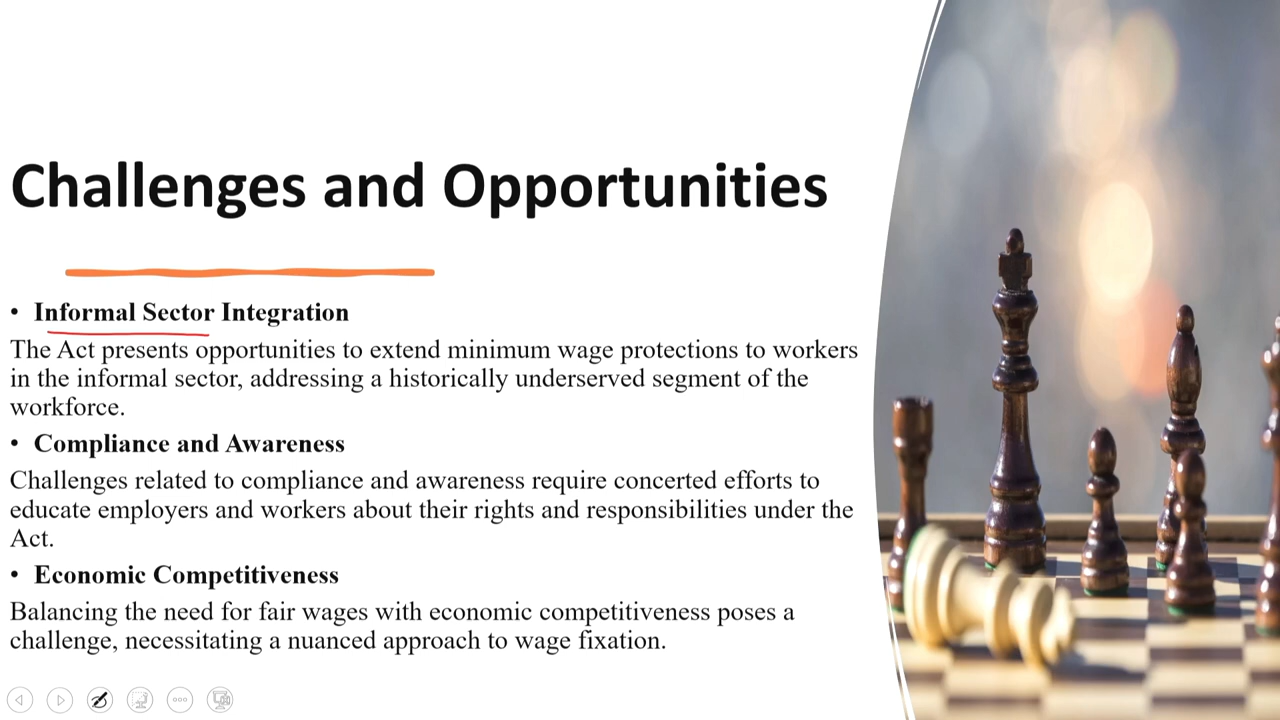 Challenges and Opportunities
• Informal Sector Integration
The Act presents opportunities to extend minimum wage protections to workers
in the informal sector, addressing a historically underserved segment of the
workforce.
• Compliance and Awareness
Challenges related to compliance and awareness require concerted efforts to
educate employers and workers about their rights and responsibilities under the
Act.
• Economic Competitiveness
Balancing the need for fair wages with economic competitiveness poses a
challenge, necessitating a nuanced approach to wage fixation.